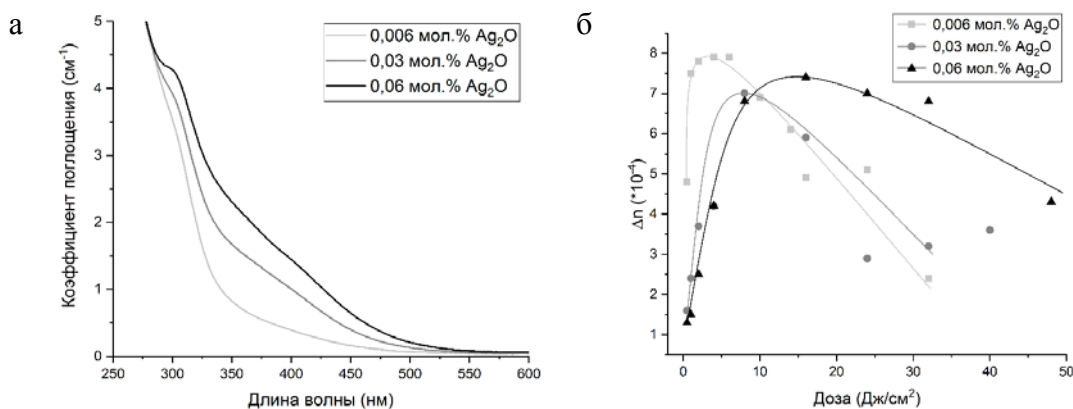 а
5
4
3
2
1
0
Коэффициент поглощения (см⁻¹)
250 300 350 400 450 500 550 600
Длина волны (нм)
0,006 мол.% Ag₂O
0,03 мол.% Ag₂O
0,06 мол.% Ag₂O
б
9
8
7
6
5
4
3
2
1
Δn (*10⁻⁴)
0 10 20 30 40 50
Доза (Дж/см²)
0,006 мол.% Ag₂O
0,03 мол.% Ag₂O
0,06 мол.% Ag₂O